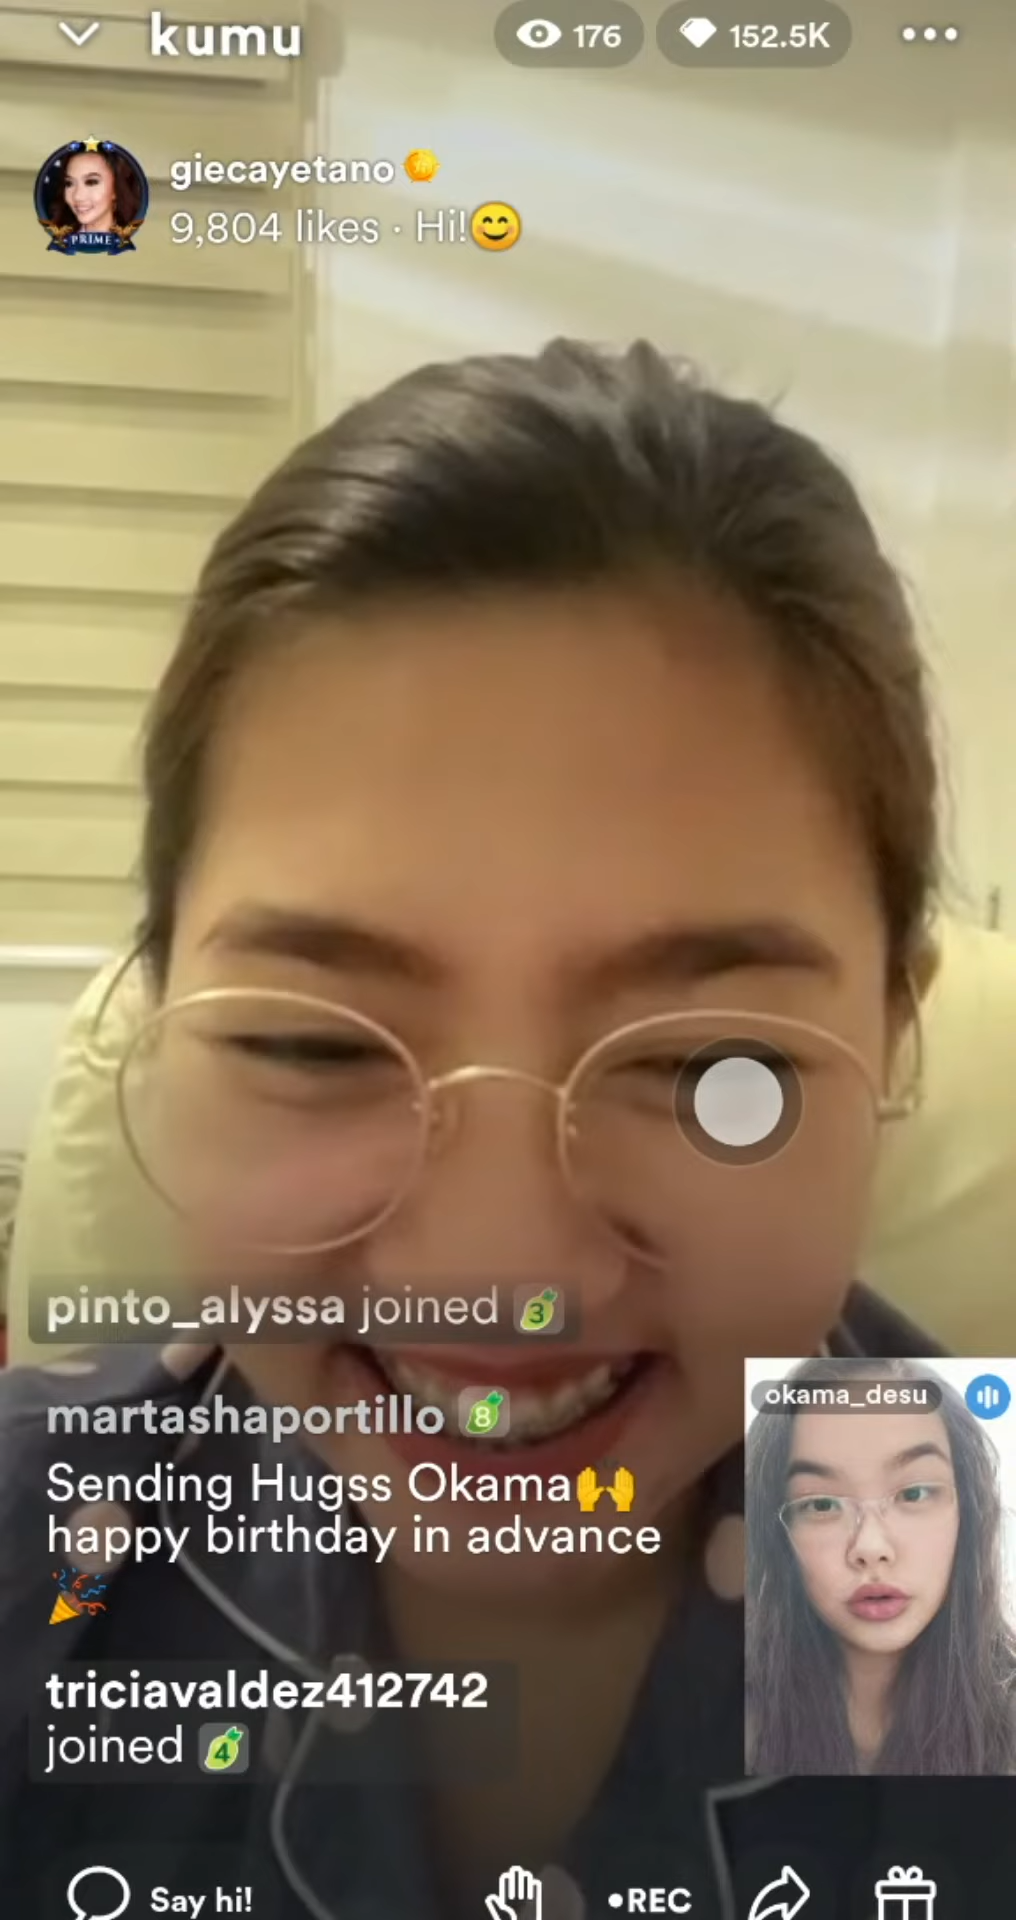 kumu
176
152.5K
giecayetano
9,804 likes · Hi!😊
PRIME
pinto_alyssa joined 3
martashaportillo 8
Sending Hugss Okama🙌
happy birthday in advance
🎉
okama_desu
triciavaldez412742
joined 4
Say hi!
•REC